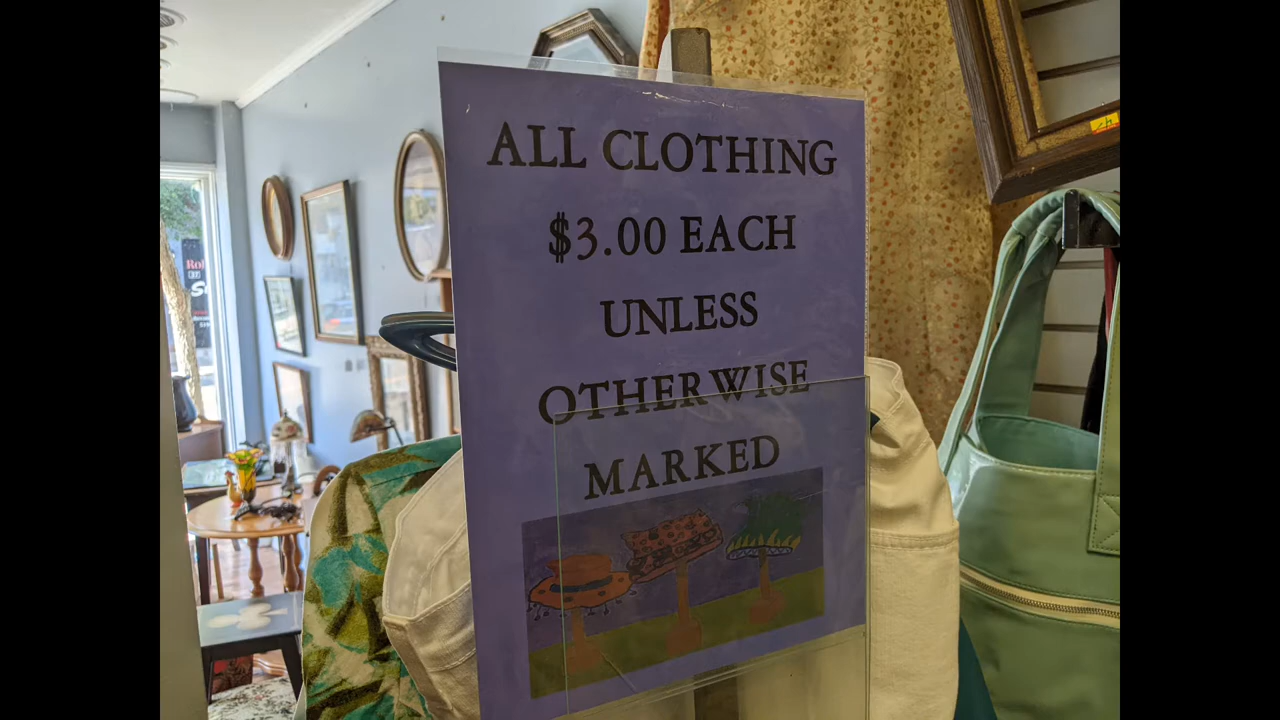 ALL CLOTHING
$3.00 EACH
UNLESS
OTHERWISE
MARKED